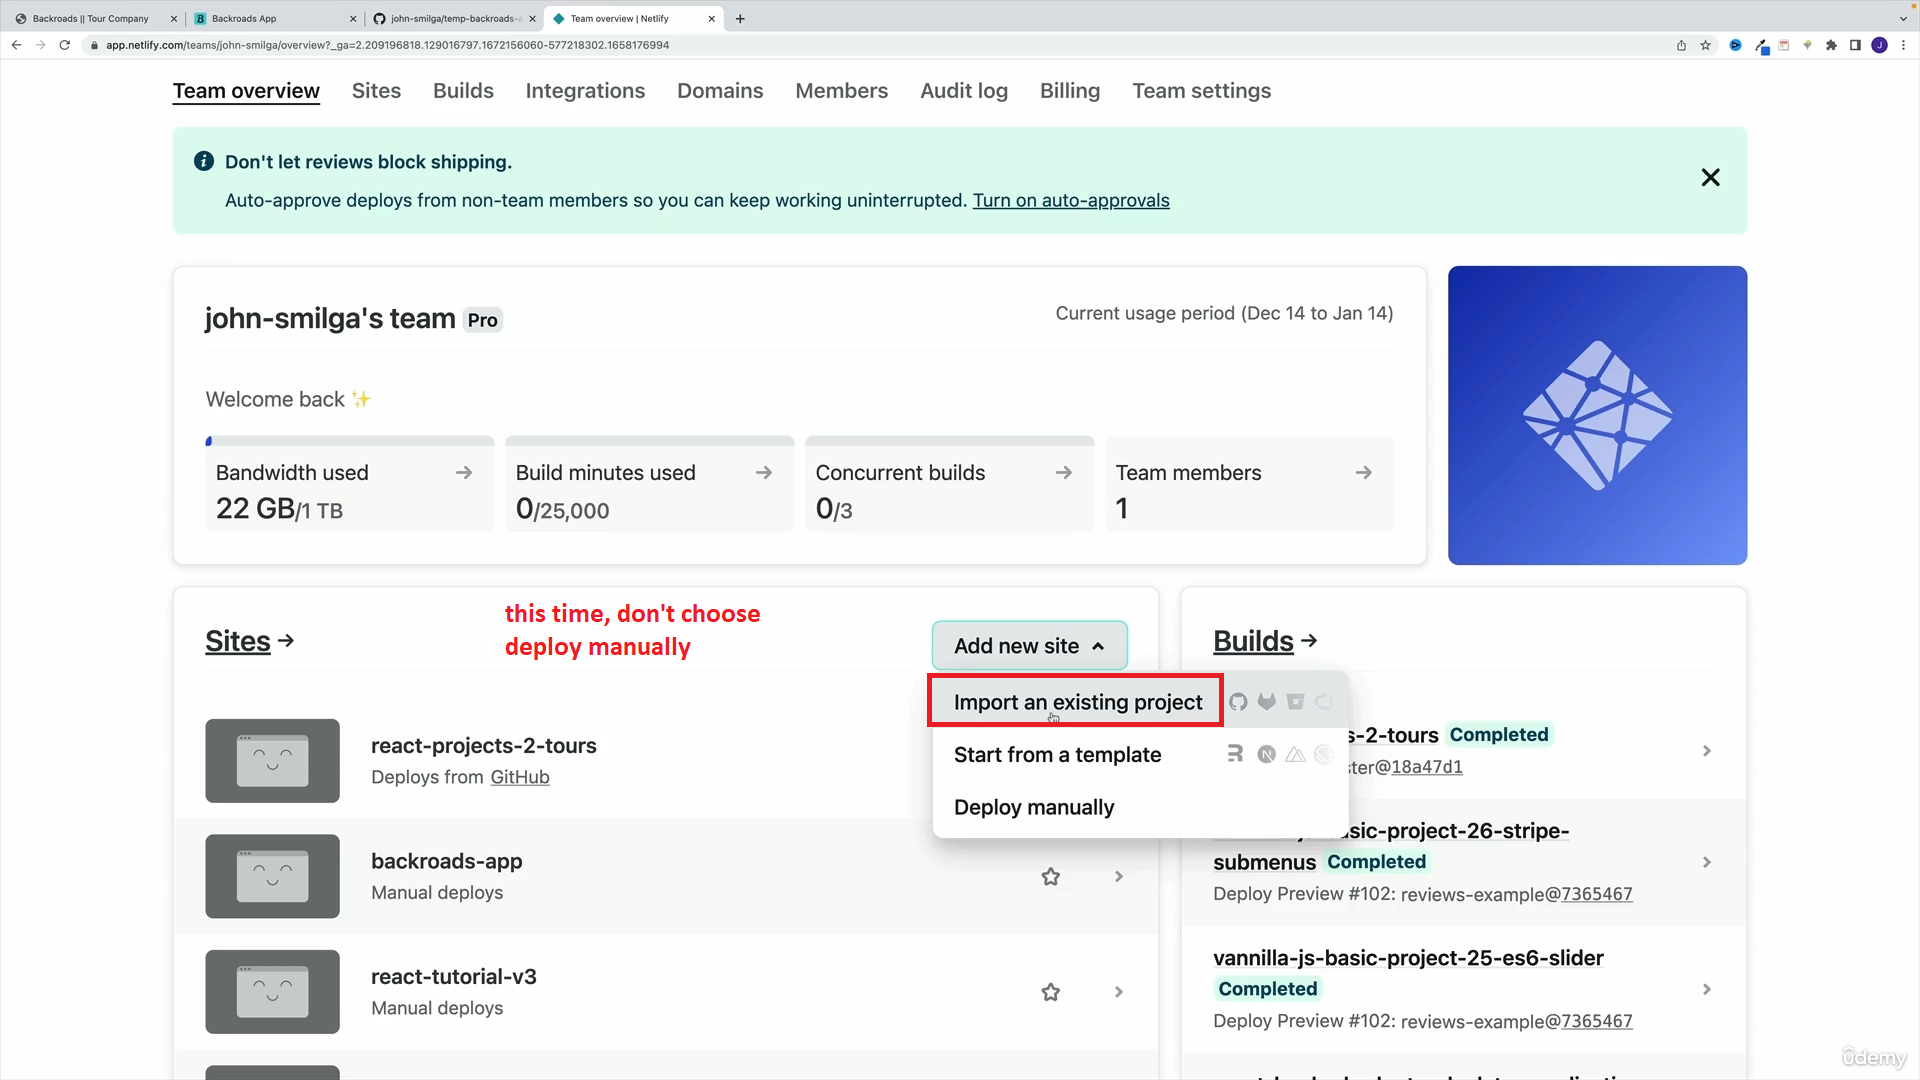 Backroads || Tour Company
Backroads App
john-smilga/temp-backroads-a
Team overview | Netlify
app.netlify.com/teams/john-smilga/overview?_ga=2.209196818.129016797.1672156060-577218302.1658176994
J
Team overview
Sites
Builds
Integrations
Domains
Members
Audit log
Billing
Team settings
Don't let reviews block shipping.
Auto-approve deploys from non-team members so you can keep working uninterrupted. Turn on auto-approvals
john-smilga's team Pro
Current usage period (Dec 14 to Jan 14)
Welcome back ✨
Bandwidth used →
22 GB/1 TB
Build minutes used →
0/25,000
Concurrent builds →
0/3
Team members →
1
Sites →
this time, don't choose
deploy manually
Add new site
Import an existing project
Start from a template
Deploy manually
react-projects-2-tours
Deploys from GitHub
backroads-app
Manual deploys
react-tutorial-v3
Manual deploys
Builds →
s-2-tours Completed
ster@18a47d1
sic-project-26-stripe-
submenus Completed
Deploy Preview #102: reviews-example@7365467
vannilla-js-basic-project-25-es6-slider
Completed
Deploy Preview #102: reviews-example@7365467
ûdemy